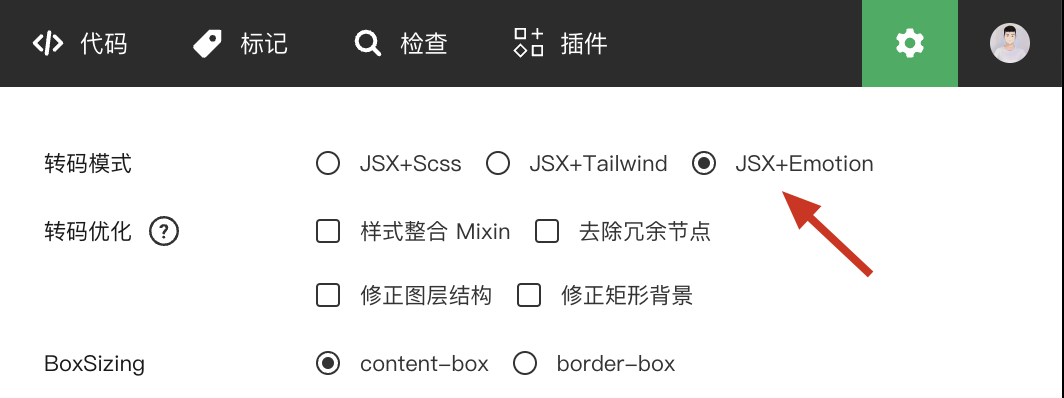 代码 标记 检查 插件
转码模式 JSX+Scss JSX+Tailwind JSX+Emotion
转码优化 ? 样式整合 Mixin 去除冗余节点
修正图层结构 修正矩形背景
BoxSizing content-box border-box